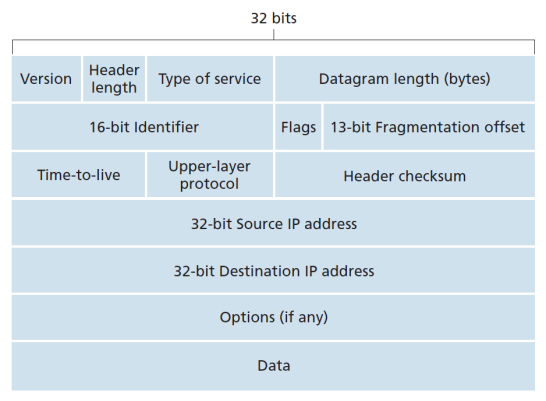 32 bits
Version
Header
length
Type of service
Datagram length (bytes)
16-bit Identifier
Flags
13-bit Fragmentation offset
Time-to-live
Upper-layer
protocol
Header checksum
32-bit Source IP address
32-bit Destination IP address
Options (if any)
Data